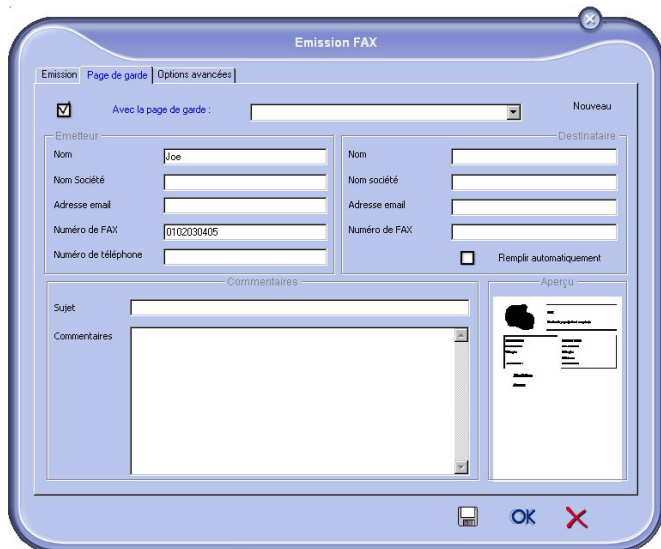 Emission FAX
Emission Page de garde Options avancées
Avec la page de garde : Nouveau
Emetteur Destinataire
Nom Joe Nom
Nom Société Nom société
Adresse email Adresse email
Numéro de FAX 0102030405 Numéro de FAX
Numéro de téléphone Remplir automatiquement
Commentaires Aperçu
Sujet
Commentaires
OK